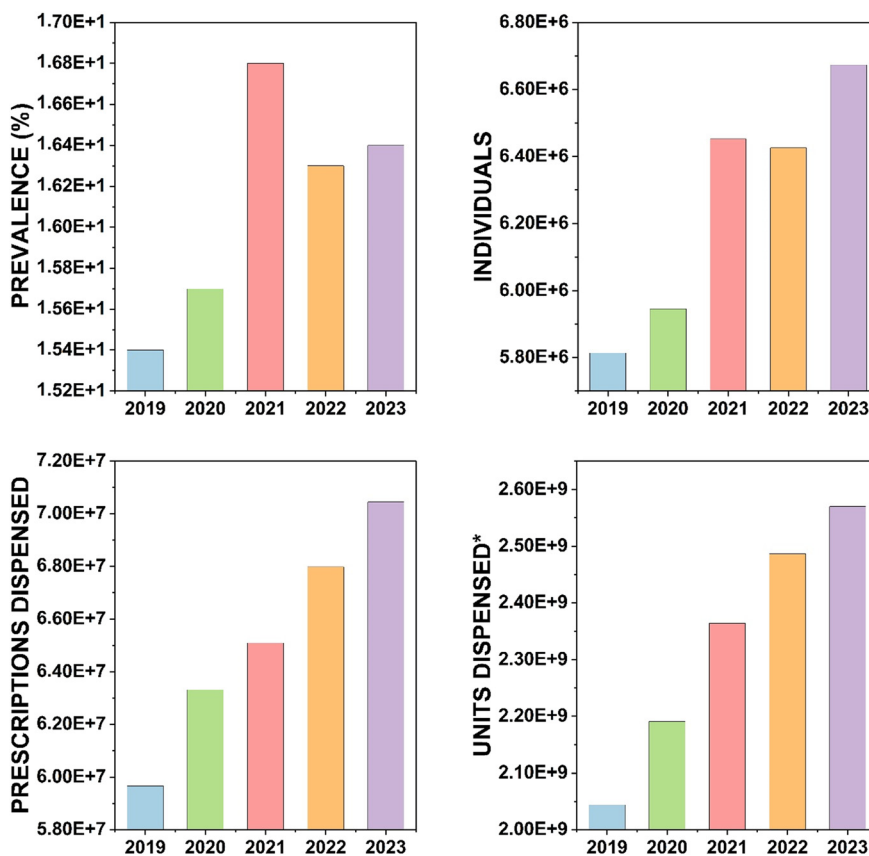 PREVALENCE (%)
1.70E+1
1.68E+1
1.66E+1
1.64E+1
1.62E+1
1.60E+1
1.58E+1
1.56E+1
1.54E+1
1.52E+1
2019 2020 2021 2022 2023
INDIVIDUALS
6.80E+6
6.60E+6
6.40E+6
6.20E+6
6.00E+6
5.80E+6
2019 2020 2021 2022 2023
PRESCRIPTIONS DISPENSED
7.20E+7
7.00E+7
6.80E+7
6.60E+7
6.40E+7
6.20E+7
6.00E+7
5.80E+7
2019 2020 2021 2022 2023
UNITS DISPENSED*
2.60E+9
2.50E+9
2.40E+9
2.30E+9
2.20E+9
2.10E+9
2.00E+9
2019 2020 2021 2022 2023